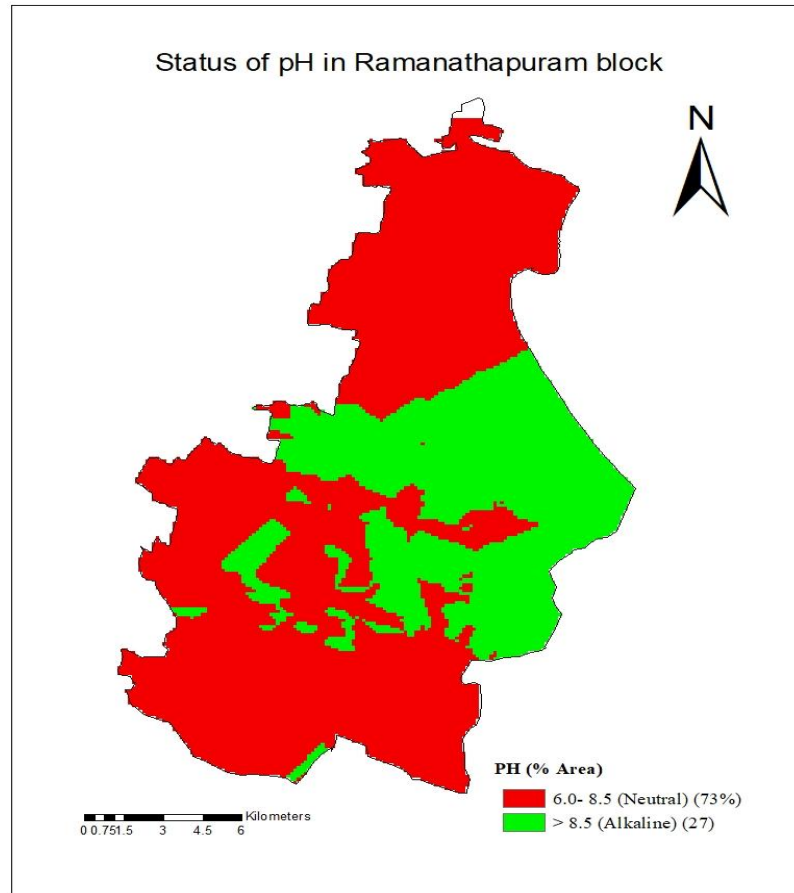 Status of pH in Ramanathapuram block
N
PH (% Area)
6.0- 8.5 (Neutral) (73%)
> 8.5 (Alkaline) (27)
Kilometers
0 0.751.5 3 4.5 6